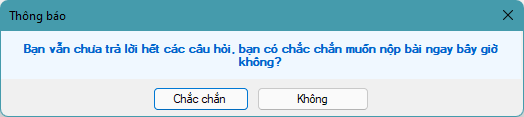 Thông báo
Bạn vẫn chưa trả lời hết các câu hỏi, bạn có chắc chắn muốn nộp bài ngay bây giờ
không?
Chắc chắn
Không